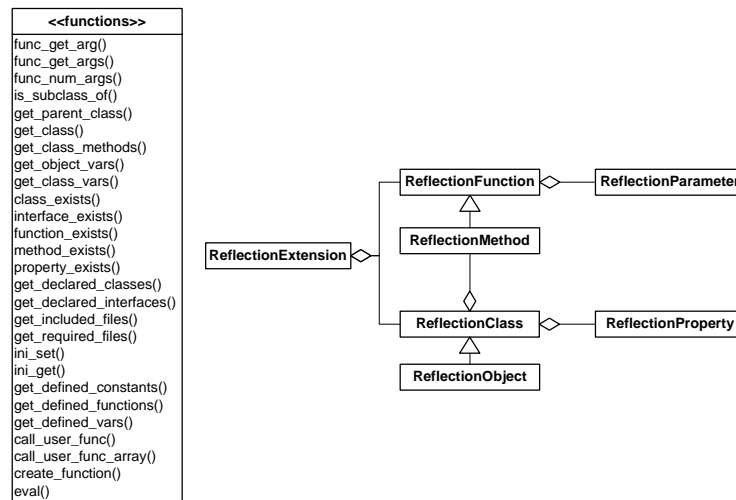 <<functions>>
func_get_arg()
func_get_args()
func_num_args()
is_subclass_of()
get_parent_class()
get_class()
get_class_methods()
get_object_vars()
get_class_vars()
class_exists()
interface_exists()
function_exists()
method_exists()
property_exists()
get_declared_classes()
get_declared_interfaces()
get_included_files()
get_required_files()
ini_set()
ini_get()
get_defined_constants()
get_defined_functions()
get_defined_vars()
call_user_func()
call_user_func_array()
create_function()
eval()
ReflectionExtension
ReflectionFunction
ReflectionParameter
ReflectionMethod
ReflectionClass
ReflectionProperty
ReflectionObject